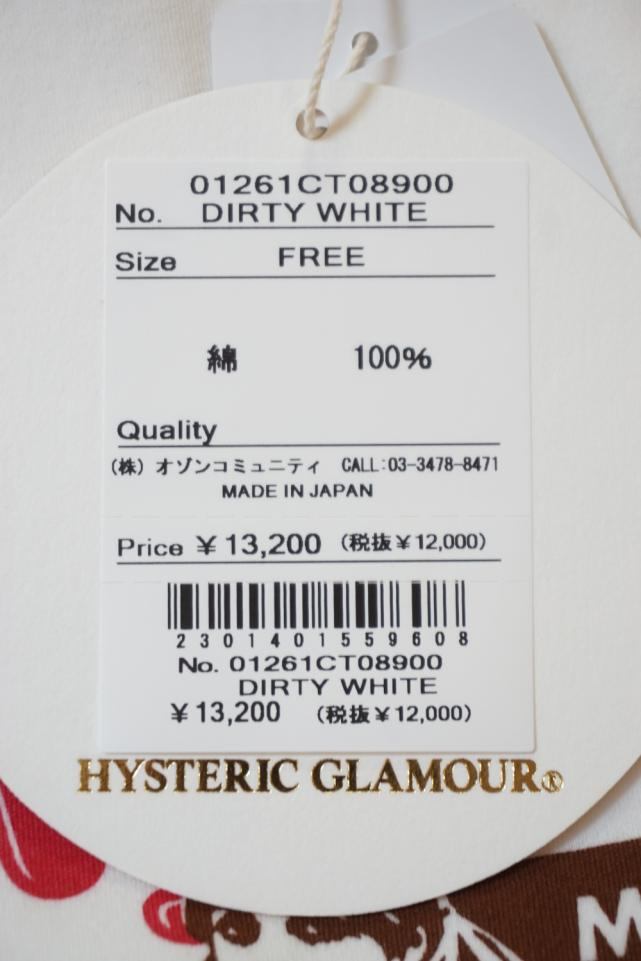 01261CT08900
No. DIRTY WHITE
Size FREE
綿 100%
Quality
(株) オゾンコミュニティ CALL:03-3478-8471
MADE IN JAPAN
Price ¥13,200 (税抜¥12,000)
2301401559608
No. 01261CT08900
DIRTY WHITE
¥13,200 (税抜¥12,000)
HYSTERIC GLAMOUR®
M